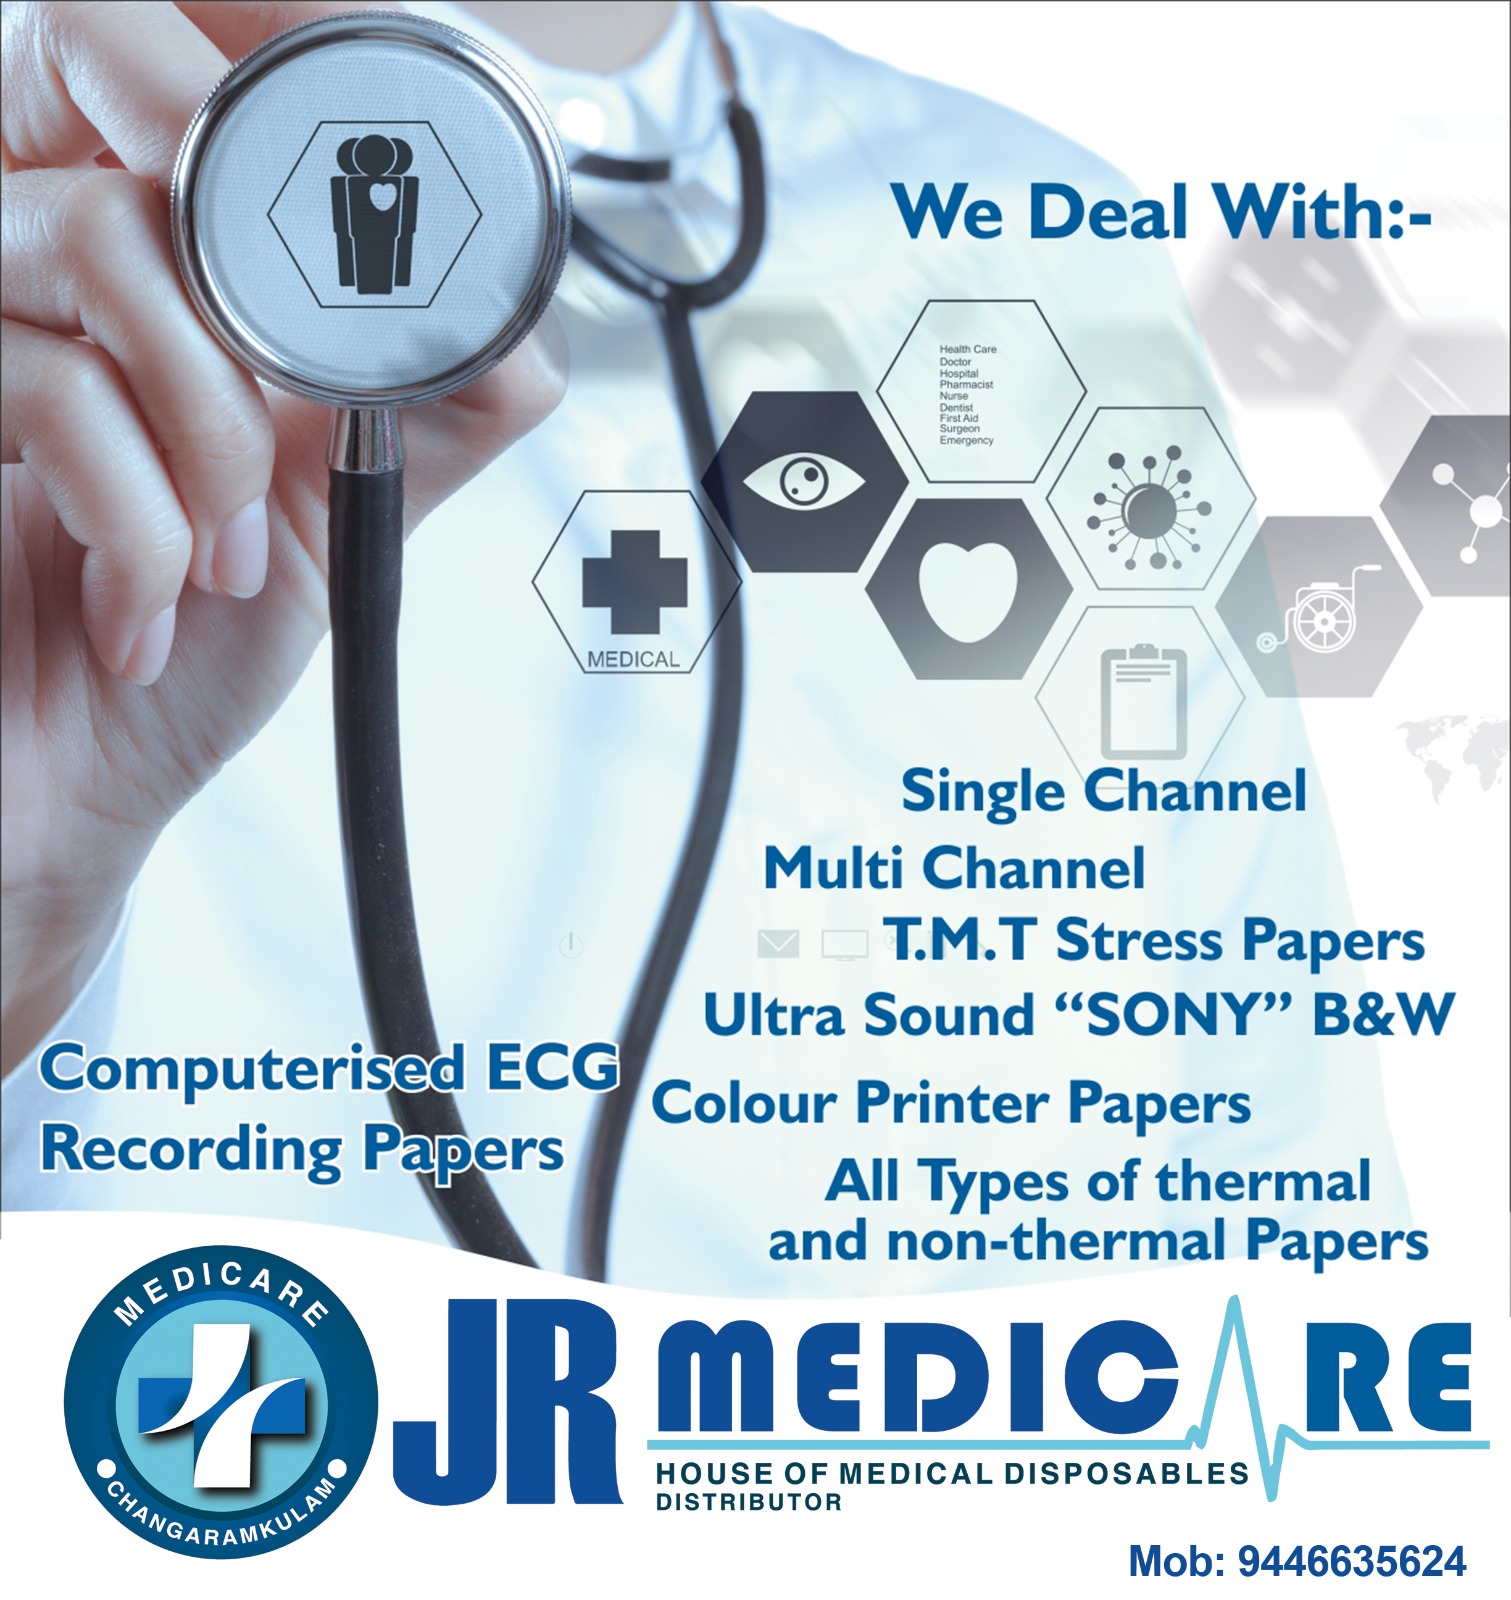 We Deal With:-
Health Care
Doctor
Hospital
Pharmacist
Nurse
Dentist
First Aid
Surgeon
Emergency
MEDICAL
Single Channel
Multi Channel
T.M.T Stress Papers
Ultra Sound “SONY” B&W
Computerised ECG
Recording Papers
Colour Printer Papers
All Types of thermal
and non-thermal Papers
MEDICARE
CHANGARAMKULAM
JR MEDICARE
HOUSE OF MEDICAL DISPOSABLES
DISTRIBUTOR
Mob: 9446635624